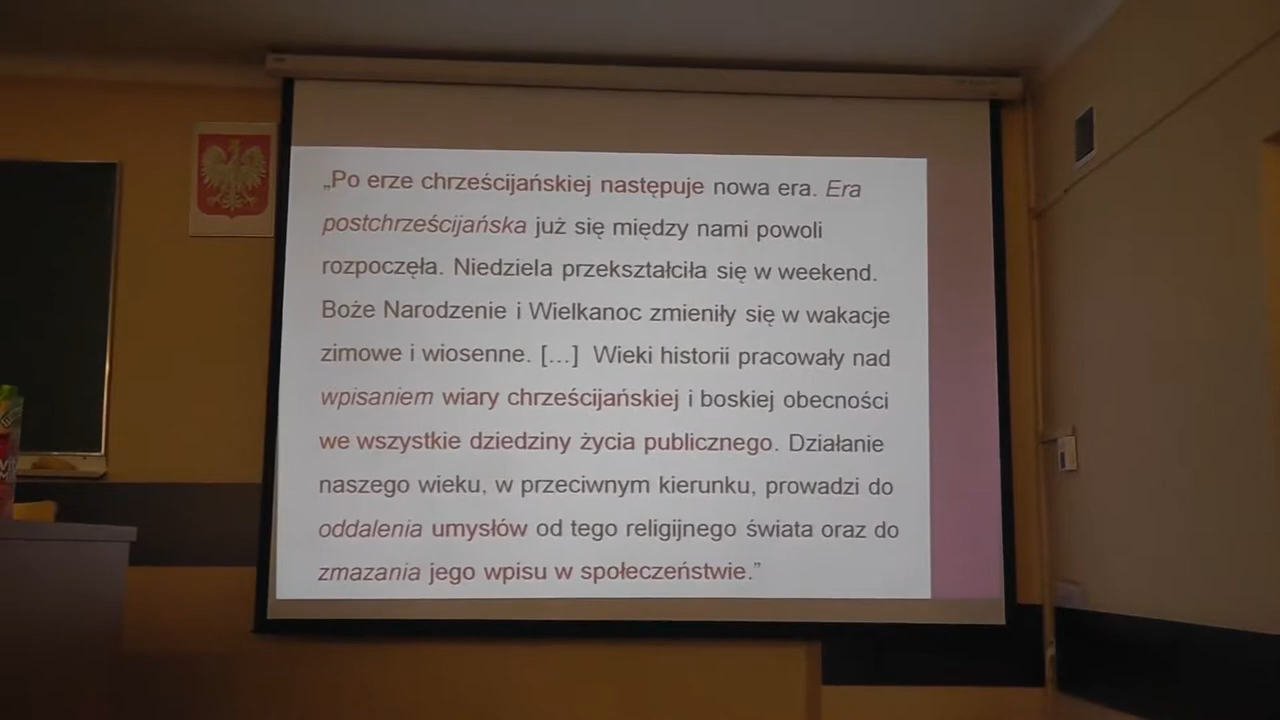 „Po erze chrześcijańskiej następuje nowa era. Era
postchrześcijańska już się między nami powoli
rozpoczęła. Niedziela przekształciła się w weekend.
Boże Narodzenie i Wielkanoc zmieniły się w wakacje
zimowe i wiosenne. […] Wieki historii pracowały nad
wpisaniem wiary chrześcijańskiej i boskiej obecności
we wszystkie dziedziny życia publicznego. Działanie
naszego wieku, w przeciwnym kierunku, prowadzi do
oddalenia umysłów od tego religijnego świata oraz do
zmazania jego wpisu w społeczeństwie.”